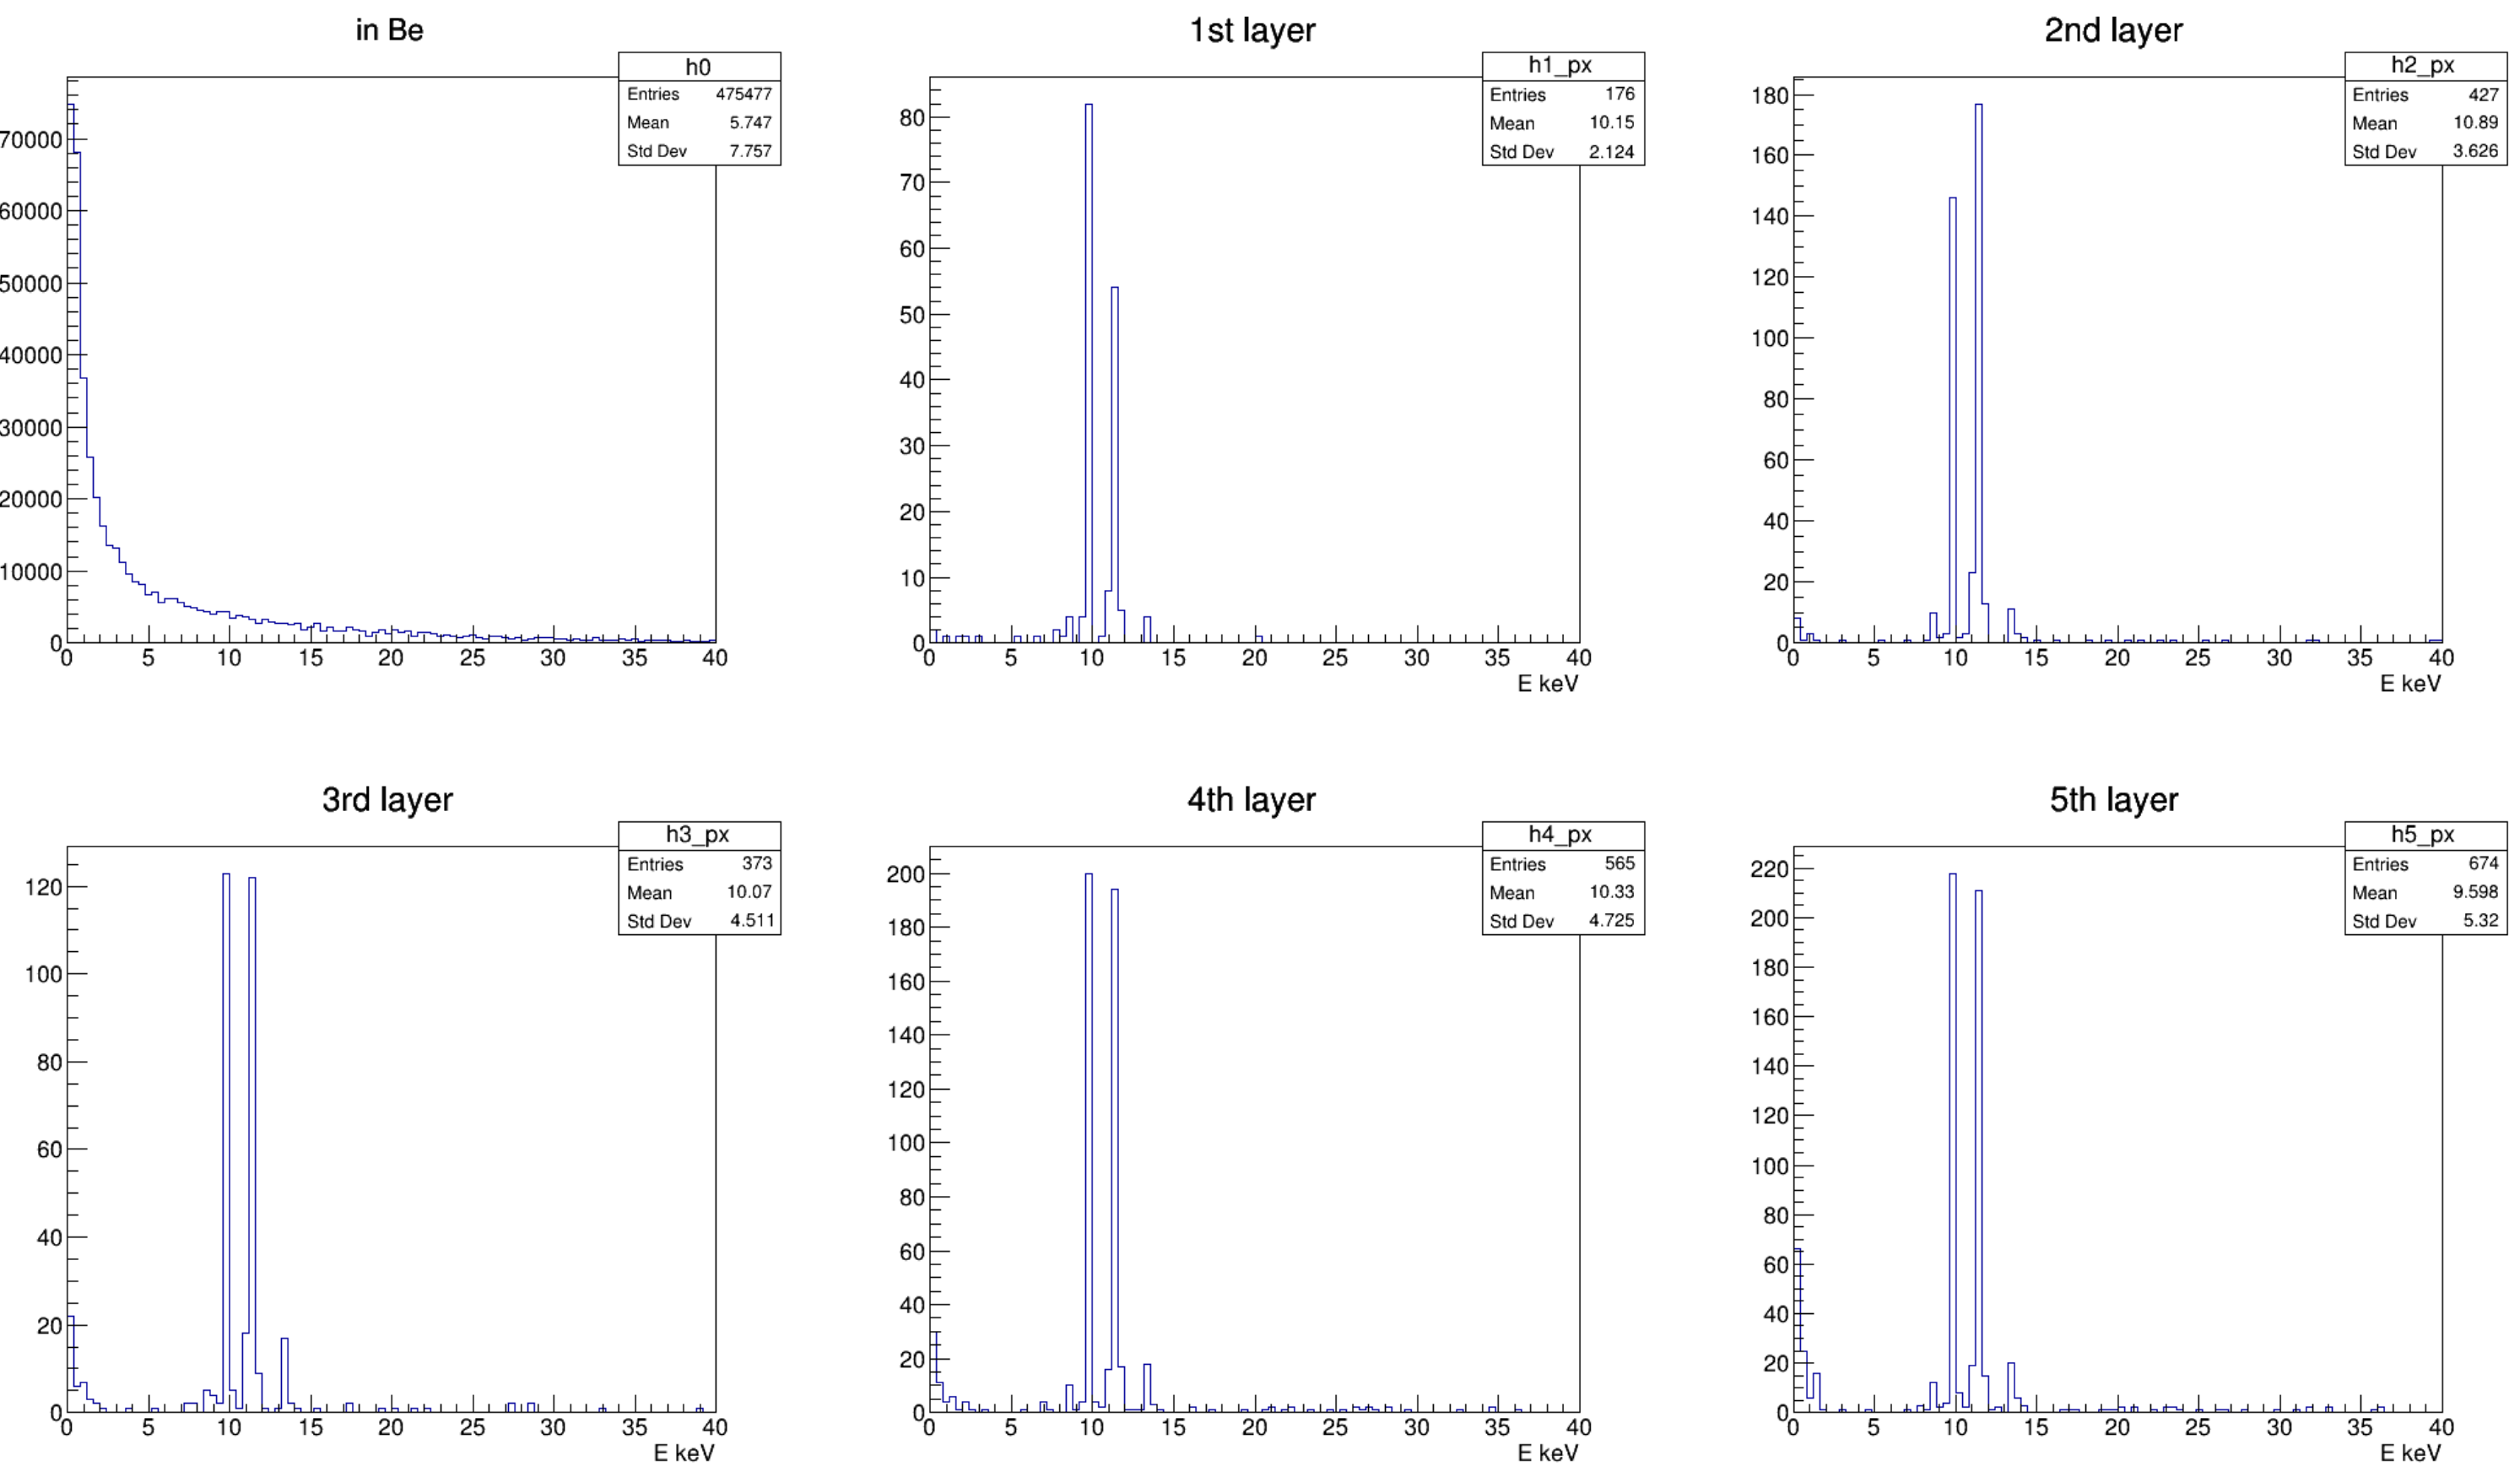 in Be
h0
Entries 475477
Mean 5.747
Std Dev 7.757
70000
60000
50000
40000
30000
20000
10000
0
0 5 10 15 20 25 30 35 40
1st layer
h1_px
Entries 176
Mean 10.15
Std Dev 2.124
80
70
60
50
40
30
20
10
0
0 5 10 15 20 25 30 35 40
E keV
2nd layer
h2_px
Entries 427
Mean 10.89
Std Dev 3.626
180
160
140
120
100
80
60
40
20
0
0 5 10 15 20 25 30 35 40
E keV
3rd layer
h3_px
Entries 373
Mean 10.07
Std Dev 4.511
120
100
80
60
40
20
0
0 5 10 15 20 25 30 35 40
E keV
4th layer
h4_px
Entries 565
Mean 10.33
Std Dev 4.725
200
180
160
140
120
100
80
60
40
20
0
0 5 10 15 20 25 30 35 40
E keV
5th layer
h5_px
Entries 674
Mean 9.598
Std Dev 5.32
220
200
180
160
140
120
100
80
60
40
20
0
0 5 10 15 20 25 30 35 40
E keV